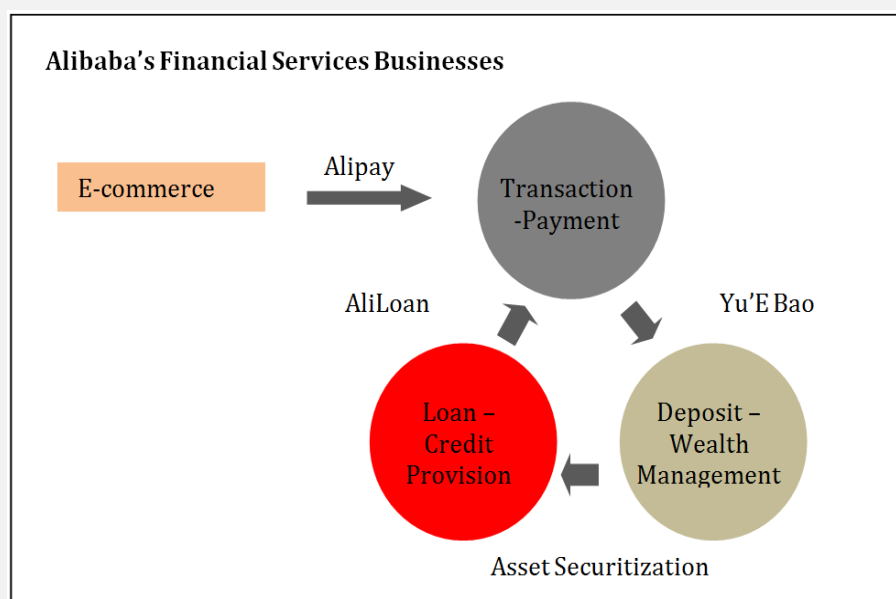 Alibaba’s Financial Services Businesses
E-commerce
Alipay
Transaction
-Payment
AliLoan
Yu’E Bao
Loan –
Credit
Provision
Deposit –
Wealth
Management
Asset Securitization